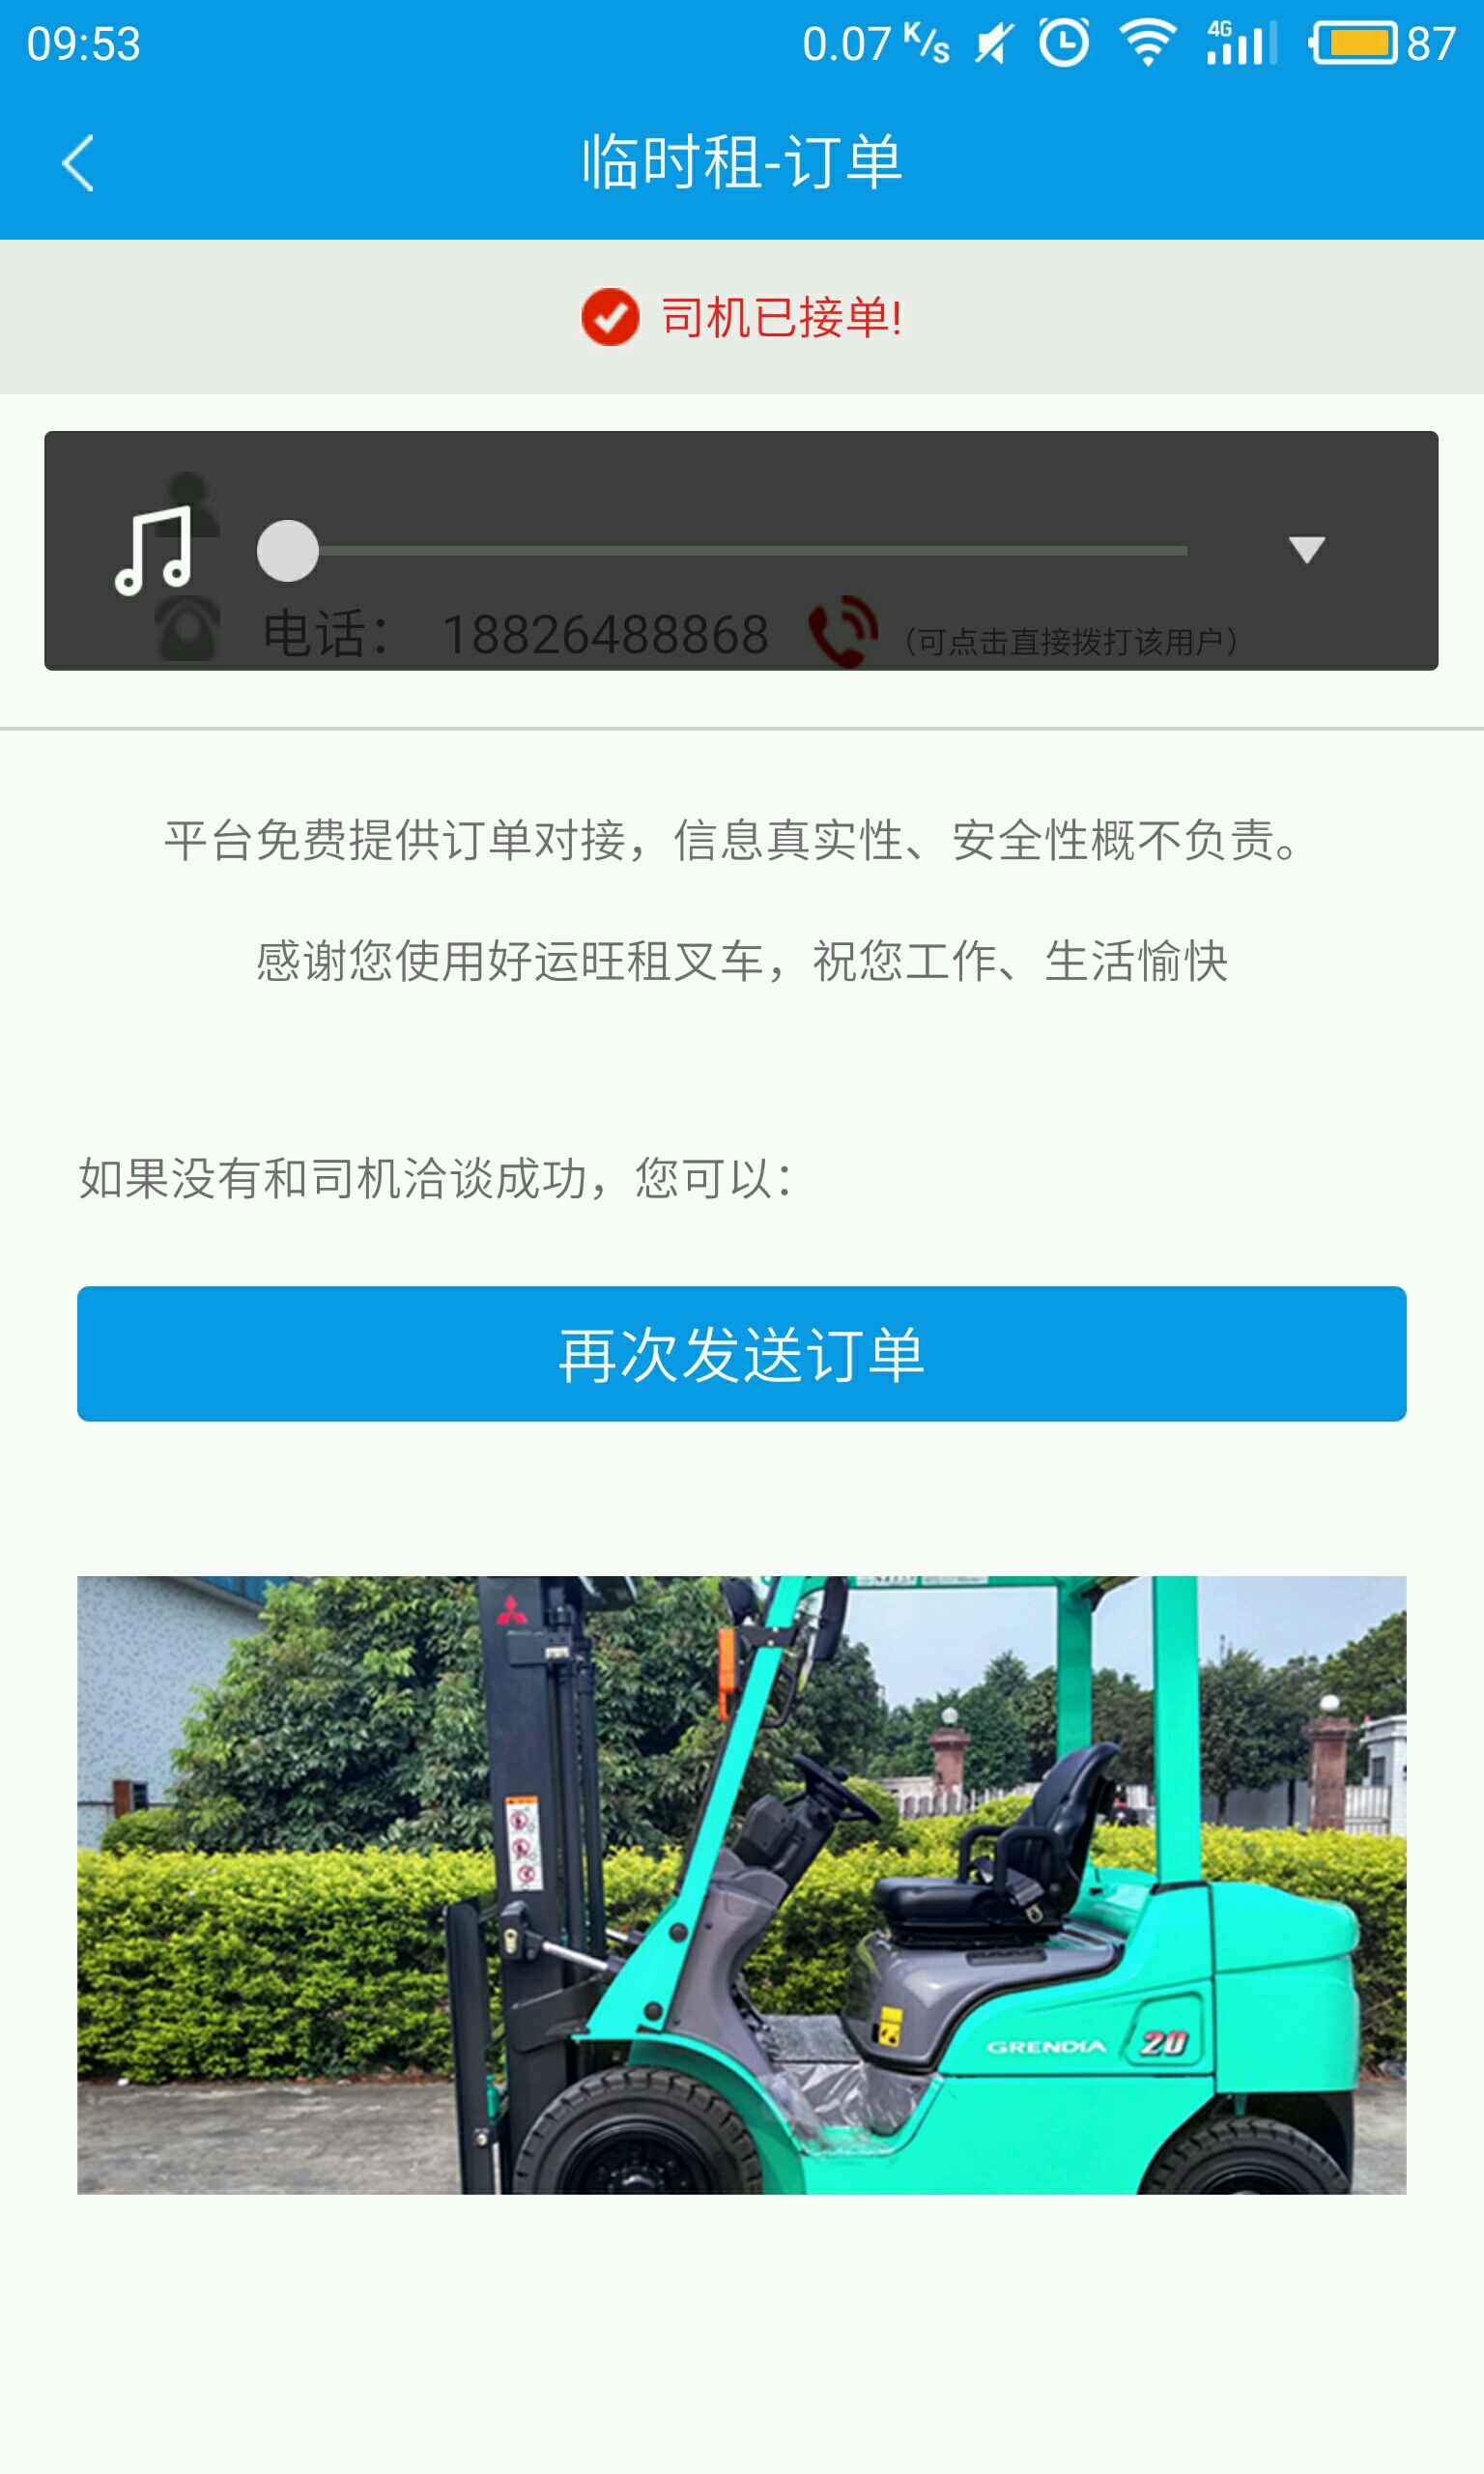 09:53
0.07 K/S 4G 87
临时租-订单
司机已接单!
电话： 18826488868 （可点击直接拨打该用户）
平台免费提供订单对接，信息真实性、安全性概不负责。
感谢您使用好运旺租叉车，祝您工作、生活愉快
如果没有和司机洽谈成功，您可以：
再次发送订单
GRENDIA 20